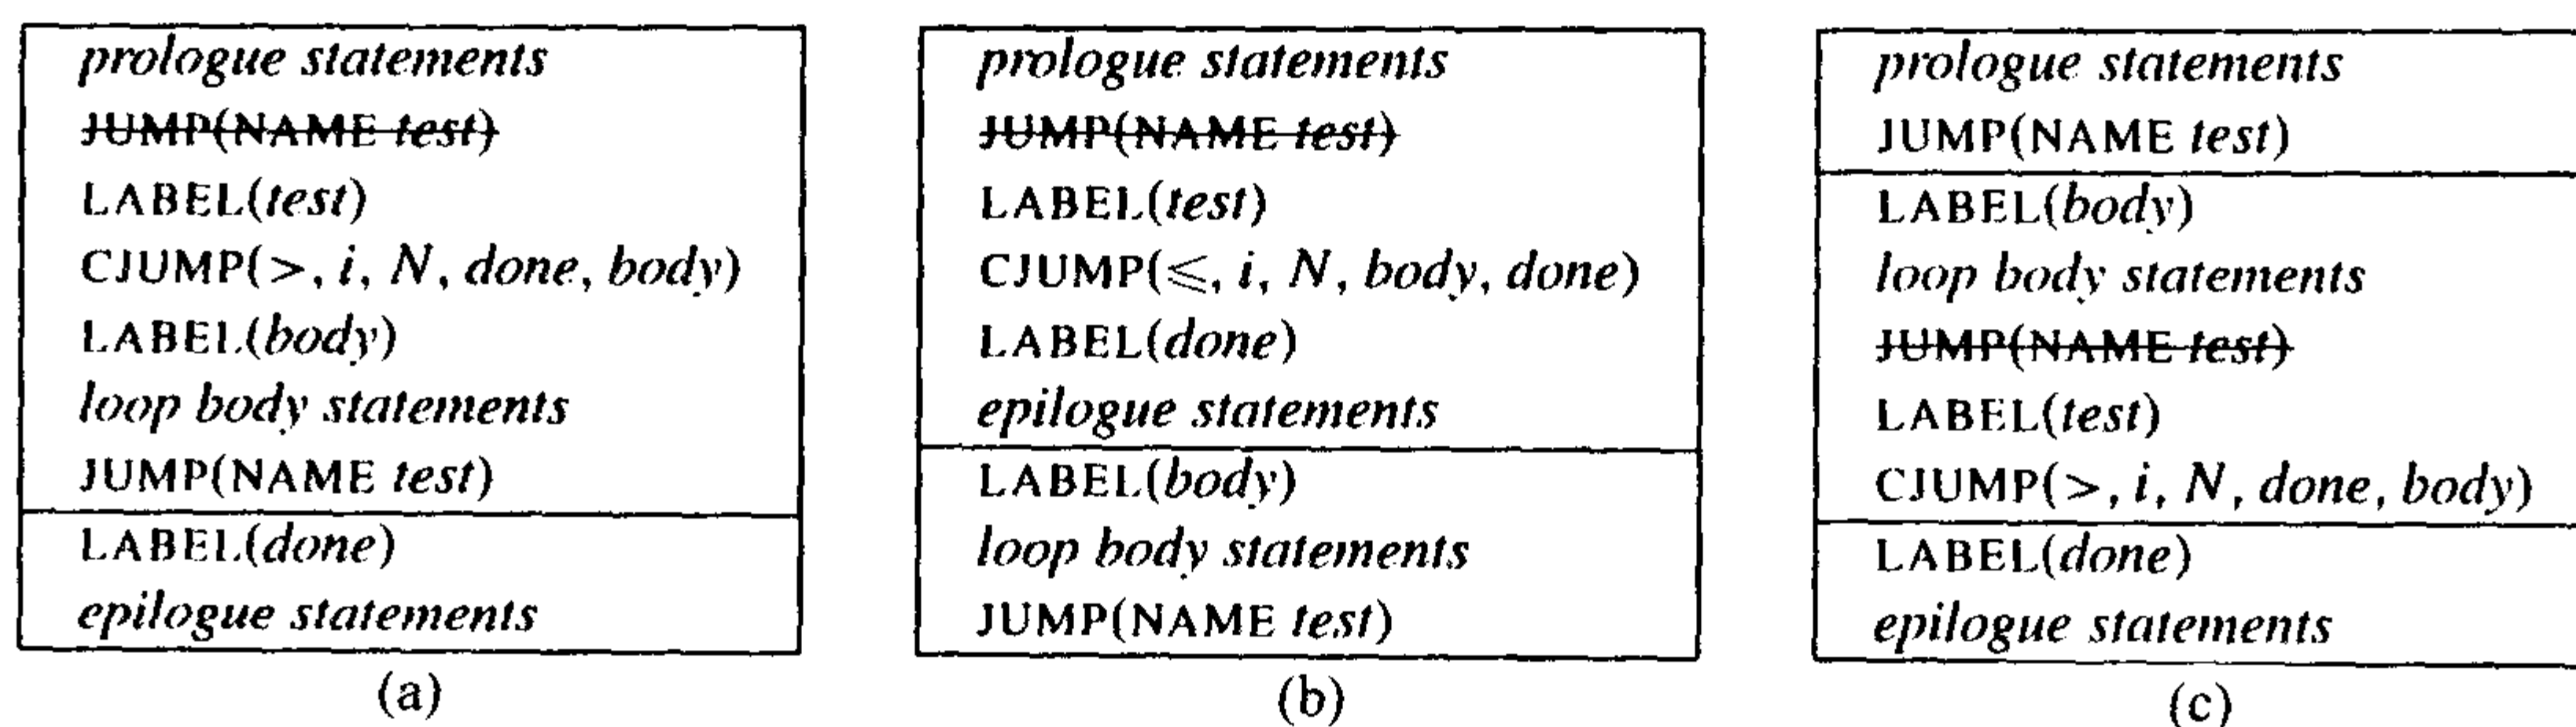 prologue statements
JUMP(NAME test)
LABEL(test)
CJUMP(>, i, N, done, body)
LABEL(body)
loop body statements
JUMP(NAME test)
LABEL(done)
epilogue statements
(a)
prologue statements
JUMP(NAME test)
LABEL(test)
CJUMP(⩽, i, N, body, done)
LABEL(done)
epilogue statements
LABEL(body)
loop body statements
JUMP(NAME test)
(b)
prologue statements
JUMP(NAME test)
LABEL(body)
loop body statements
JUMP(NAME test)
LABEL(test)
CJUMP(>, i, N, done, body)
LABEL(done)
epilogue statements
(c)